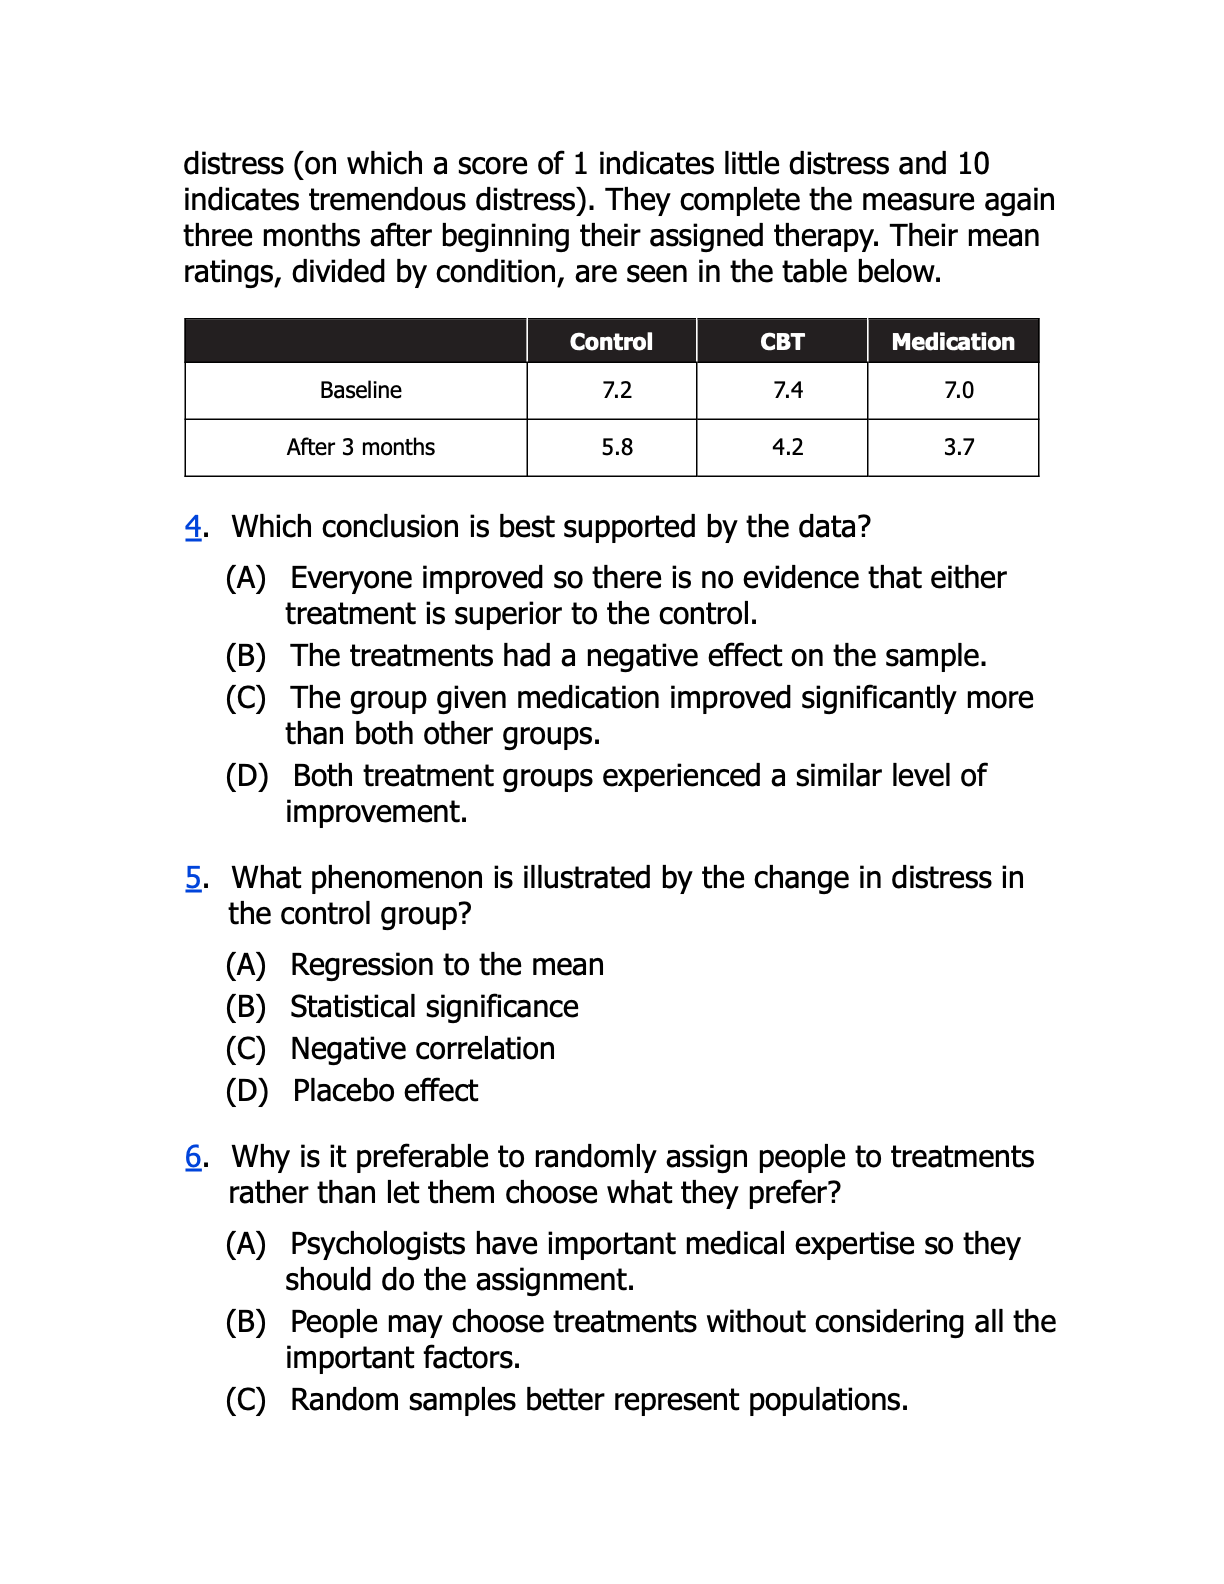 distress (on which a score of 1 indicates little distress and 10
indicates tremendous distress). They complete the measure again
three months after beginning their assigned therapy. Their mean
ratings, divided by condition, are seen in the table below.
Control CBT Medication
Baseline 7.2 7.4 7.0
After 3 months 5.8 4.2 3.7
4. Which conclusion is best supported by the data?
(A) Everyone improved so there is no evidence that either
treatment is superior to the control.
(B) The treatments had a negative effect on the sample.
(C) The group given medication improved significantly more
than both other groups.
(D) Both treatment groups experienced a similar level of
improvement.
5. What phenomenon is illustrated by the change in distress in
the control group?
(A) Regression to the mean
(B) Statistical significance
(C) Negative correlation
(D) Placebo effect
6. Why is it preferable to randomly assign people to treatments
rather than let them choose what they prefer?
(A) Psychologists have important medical expertise so they
should do the assignment.
(B) People may choose treatments without considering all the
important factors.
(C) Random samples better represent populations.